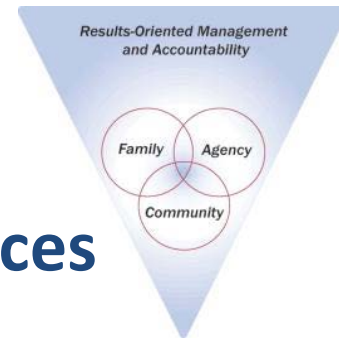 Results-Oriented Management
and Accountability
Family
Agency
Community
ces